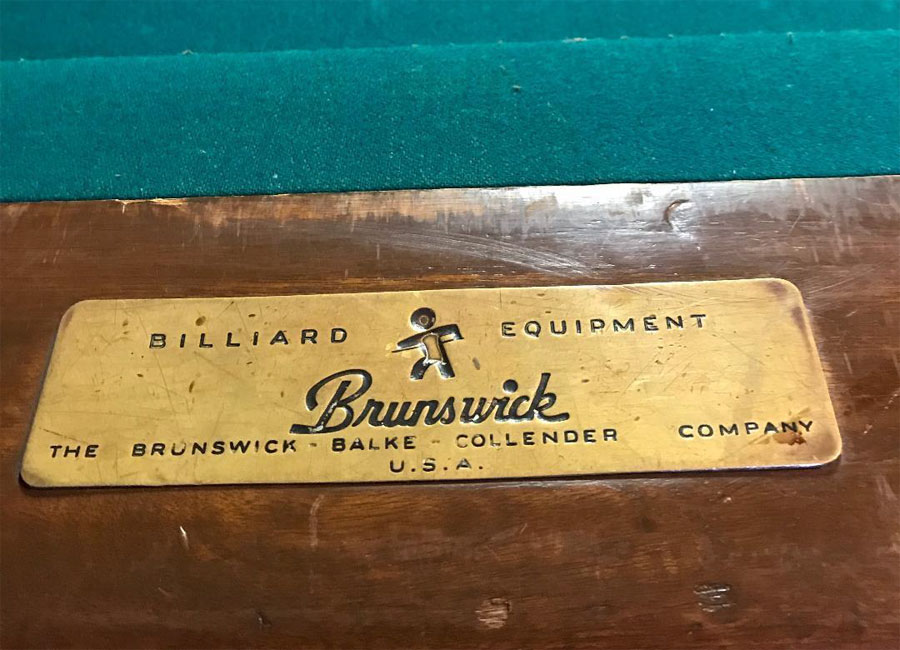 BILLIARD EQUIPMENT
Brunswick
THE BRUNSWICK - BALKE - COLLENDER COMPANY
U.S.A.